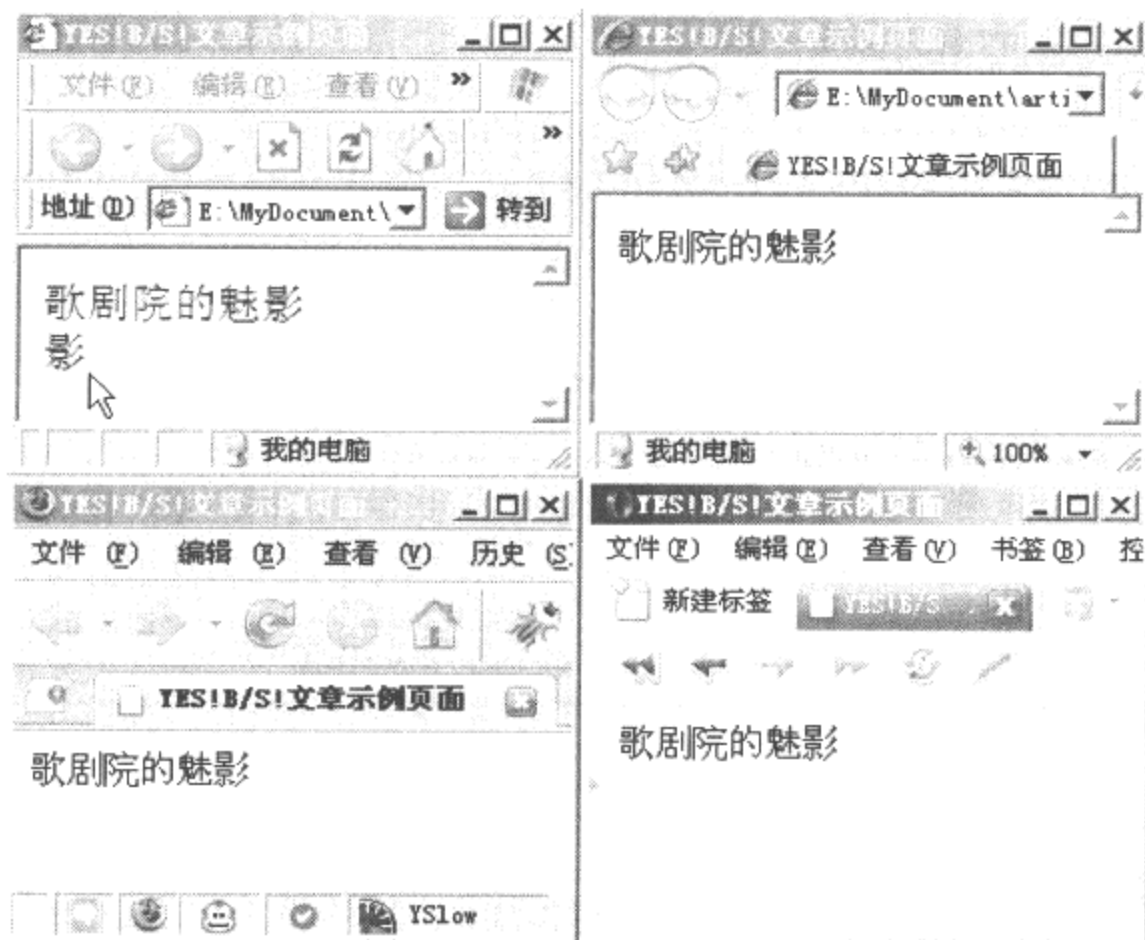 YES!B/S!文章示例页面
文件(F) 编辑(E) 查看(V) »
»
地址(D) E:\MyDocument\ 转到
歌剧院的魅影
影
我的电脑
YES!B/S!文章示例页面
E:\MyDocument\arti
YES!B/S!文章示例页面
歌剧院的魅影
我的电脑 100%
YES!B/S!文章示例页面
文件 (F) 编辑 (E) 查看 (V) 历史 (S
YES!B/S!文章示例页面
歌剧院的魅影
YSlow
YES!B/S!文章示例页面
文件(F) 编辑(E) 查看(V) 书签(B) 控
新建标签 YES!B/S
歌剧院的魅影